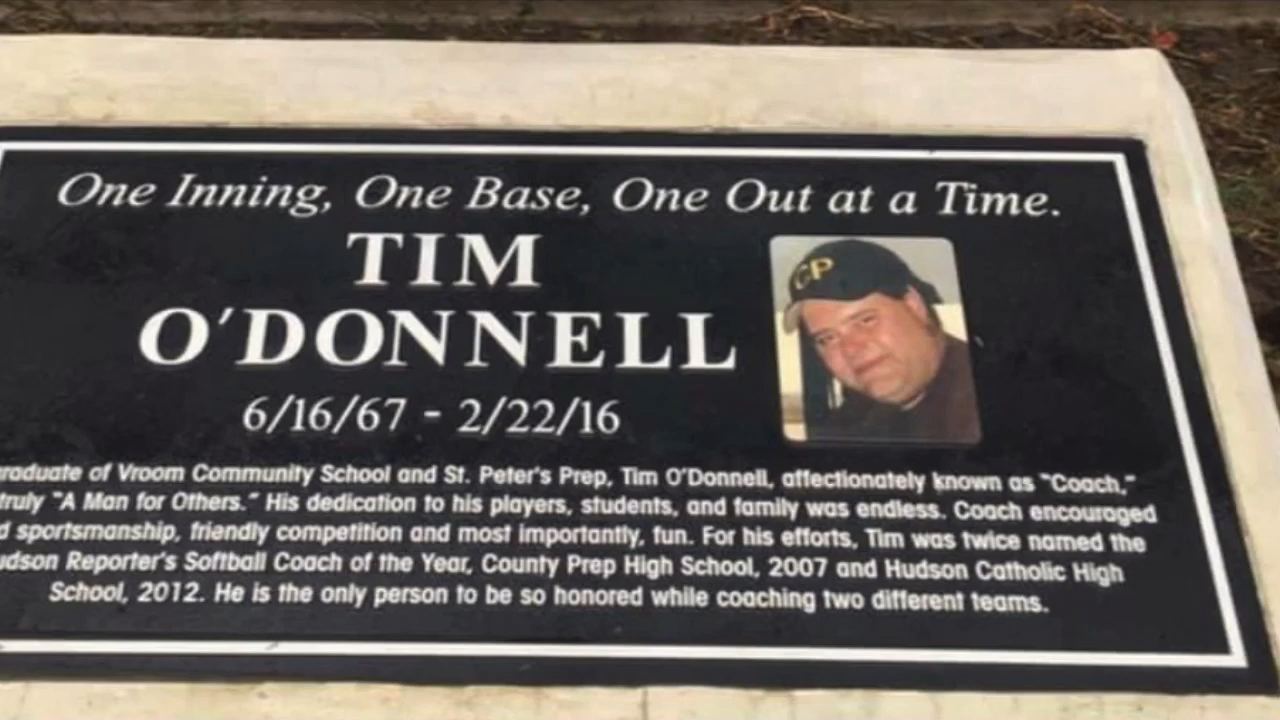 One Inning, One Base, One Out at a Time.
TIM
O'DONNELL
6/16/67 - 2/22/16
CP
raduate of Vroom Community School and St. Peter's Prep, Tim O'Donnell, affectionately known as "Coach,"
truly "A Man for Others." His dedication to his players, students, and family was endless. Coach encouraged
d sportsmanship, friendly competition and most importantly, fun. For his efforts, Tim was twice named the
udson Reporter's Softball Coach of the Year, County Prep High School, 2007 and Hudson Catholic High
School, 2012. He is the only person to be so honored while coaching two different teams.